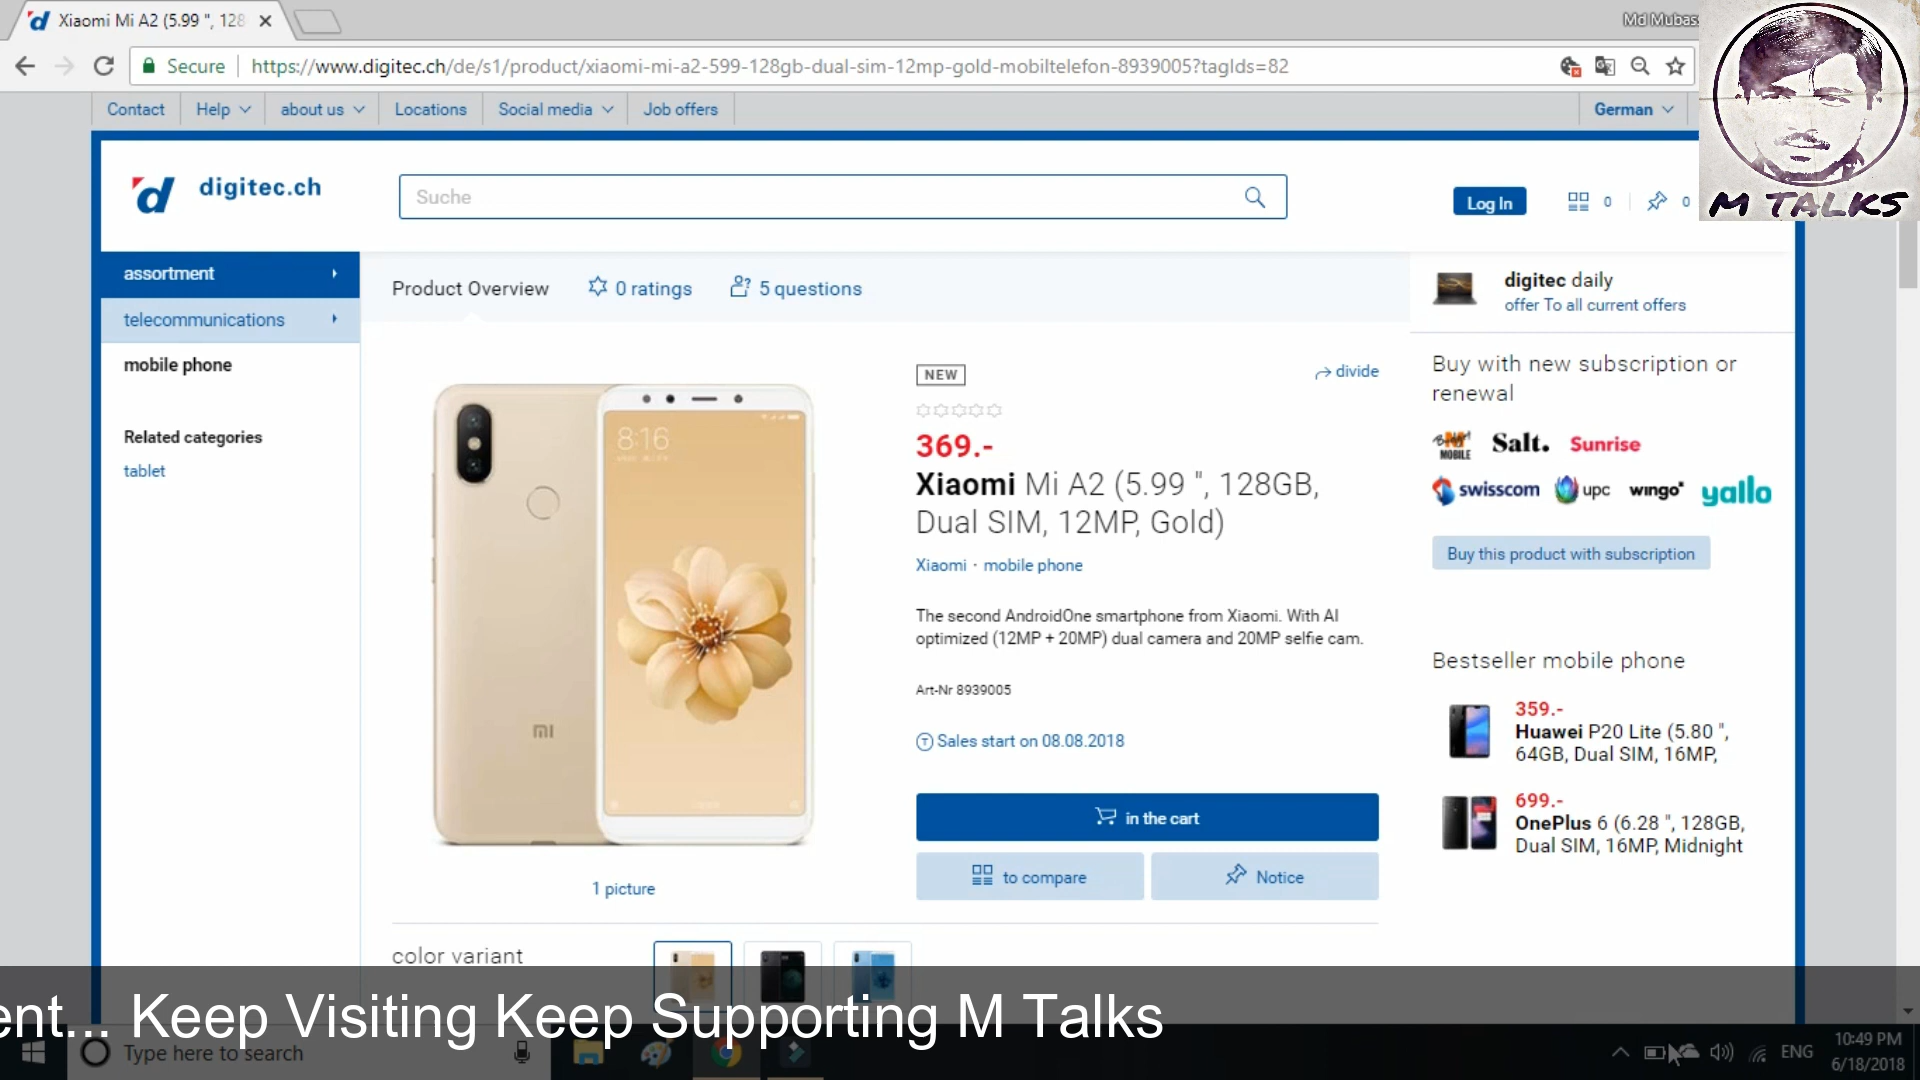 Xiaomi Mi A2 (5.99 ", 128
Secure
https://www.digitec.ch/de/s1/product/xiaomi-mi-a2-599-128gb-dual-sim-12mp-gold-mobiltelefon-8939005?tagIds=82
Contact Help about us Locations Social media Job offers German
M TALKS
digitec.ch
Suche
Log In 0 0
assortment
telecommunications
mobile phone
Related categories
tablet
Product Overview 0 ratings 5 questions
digitec daily
offer To all current offers
NEW
divide
369.-
Xiaomi Mi A2 (5.99 ", 128GB,
Dual SIM, 12MP, Gold)
Xiaomi · mobile phone
The second AndroidOne smartphone from Xiaomi. With AI
optimized (12MP + 20MP) dual camera and 20MP selfie cam.
Art-Nr 8939005
Sales start on 08.08.2018
in the cart
to compare Notice
8:16
MI
1 picture
color variant
Buy with new subscription or
renewal
MOBILE Salt. Sunrise
swisscom upc wingo yallo
Buy this product with subscription
Bestseller mobile phone
359.-
Huawei P20 Lite (5.80 ",
64GB, Dual SIM, 16MP,
699.-
OnePlus 6 (6.28 ", 128GB,
Dual SIM, 16MP, Midnight
ent... Keep Visiting Keep Supporting M Talks
Type here to search
ENG
10:49 PM
6/18/2018